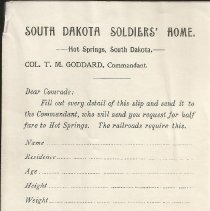 SOUTH DAKOTA SOLDIERS' HOME.
—Hot Springs, South Dakota.—
COL. T. M. GODDARD, Commandant.
Dear Comrade:
Fill out every detail of this slip and send it to
the Commandant, who will send you request for half
fare to Hot Springs. The railroads require this.
Name
Residence
Age
Height
Weight